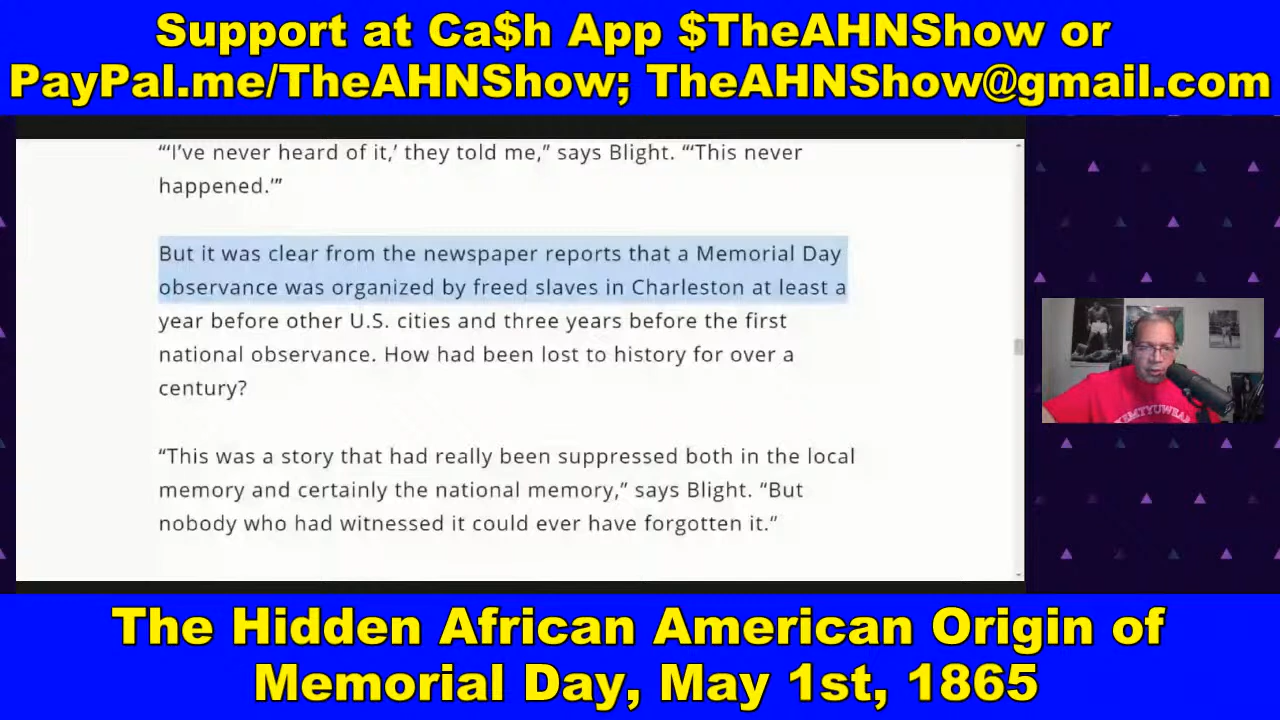 Support at Ca$h App $TheAHNShow or
PayPal.me/TheAHNShow; TheAHNShow@gmail.com
“‘I’ve never heard of it,’ they told me,” says Blight. “‘This never
happened.’”
But it was clear from the newspaper reports that a Memorial Day
observance was organized by freed slaves in Charleston at least a
year before other U.S. cities and three years before the first
national observance. How had been lost to history for over a
century?
“This was a story that had really been suppressed both in the local
memory and certainly the national memory,” says Blight. “But
nobody who had witnessed it could ever have forgotten it.”
The Hidden African American Origin of
Memorial Day, May 1st, 1865